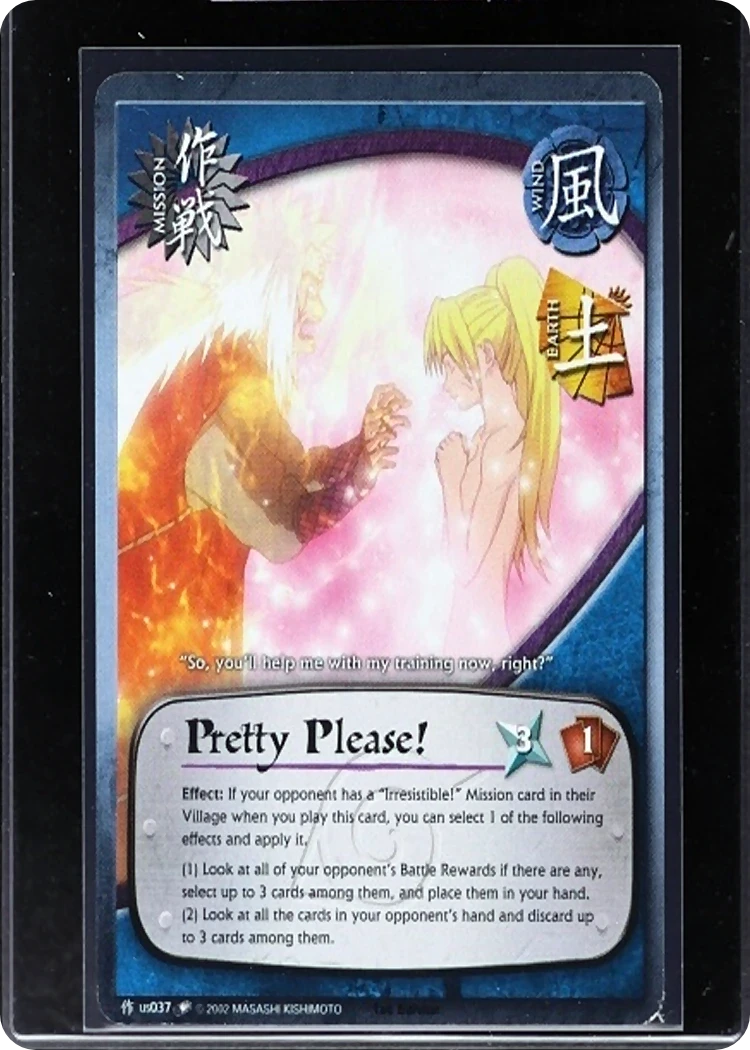 MISSION
作戦
WIND
風
EARTH
土
"So, you'll help me with my training now, right?"
Pretty Please!
3
1
Effect: If your opponent has a "Irresistible!" Mission card in their
Village when you play this card, you can select 1 of the following
effects and apply it.
(1) Look at all of your opponent's Battle Rewards if there are any,
select up to 3 cards among them, and place them in your hand.
(2) Look at all the cards in your opponent's hand and discard up
to 3 cards among them.
作 US037 © 2002 MASASHI KISHIMOTO 1st Edition